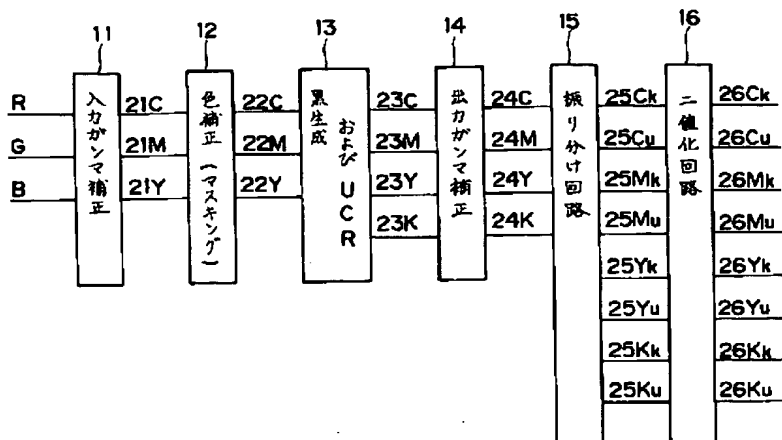 11
12
13
14
15
16
R
G
B
入力ガンマ補正
21C
21M
21Y
色補正(マスキング)
22C
22M
22Y
黒生成
および UCR
23C
23M
23Y
23K
出力ガンマ補正
24C
24M
24Y
24K
振り分け回路
25Ck
25Cu
25Mk
25Mu
25Yk
25Yu
25Kk
25Ku
二値化回路
26Ck
26Cu
26Mk
26Mu
26Yk
26Yu
26Kk
26Ku